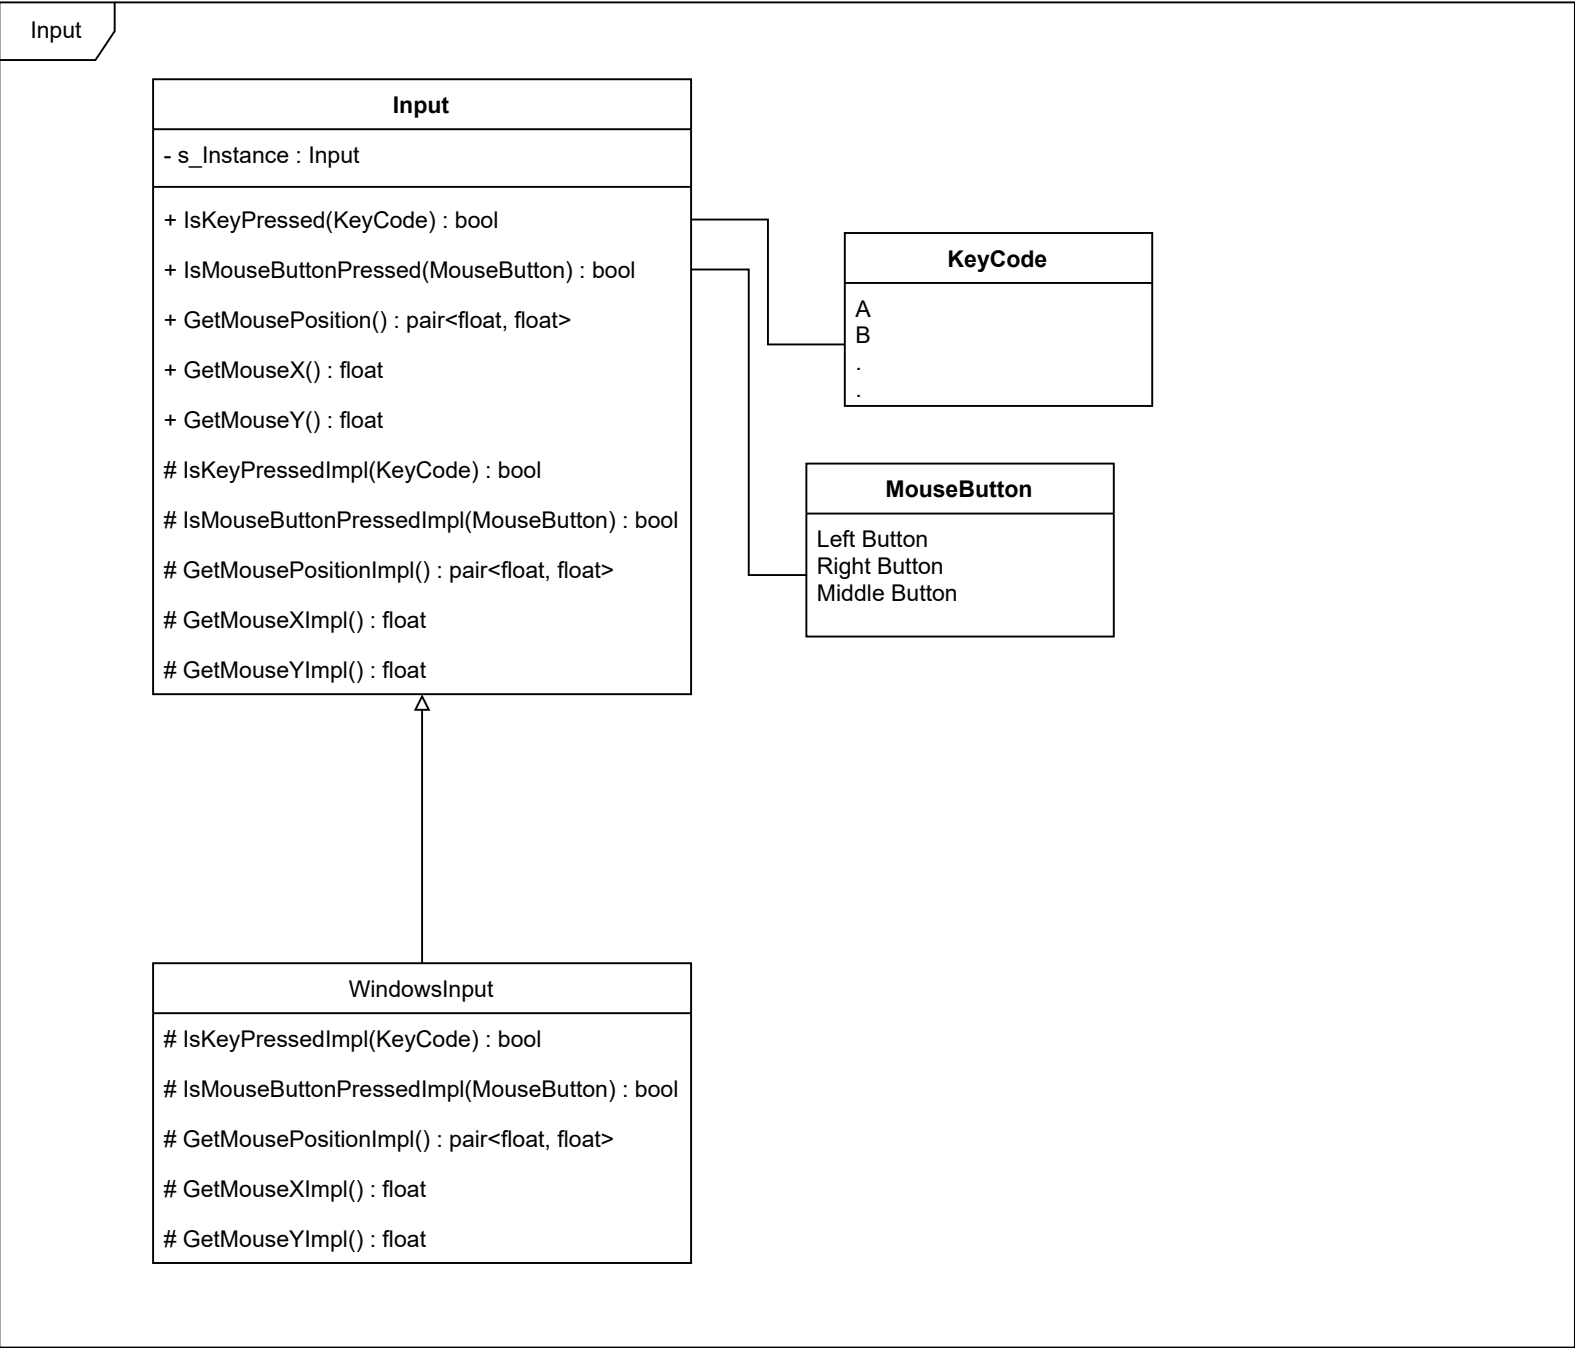 Input
Input
- s_Instance : Input
+ IsKeyPressed(KeyCode) : bool
+ IsMouseButtonPressed(MouseButton) : bool
+ GetMousePosition() : pair<float, float>
+ GetMouseX() : float
+ GetMouseY() : float
# IsKeyPressedImpl(KeyCode) : bool
# IsMouseButtonPressedImpl(MouseButton) : bool
# GetMousePositionImpl() : pair<float, float>
# GetMouseXImpl() : float
# GetMouseYImpl() : float
KeyCode
A
B
.
.
MouseButton
Left Button
Right Button
Middle Button
WindowsInput
# IsKeyPressedImpl(KeyCode) : bool
# IsMouseButtonPressedImpl(MouseButton) : bool
# GetMousePositionImpl() : pair<float, float>
# GetMouseXImpl() : float
# GetMouseYImpl() : float